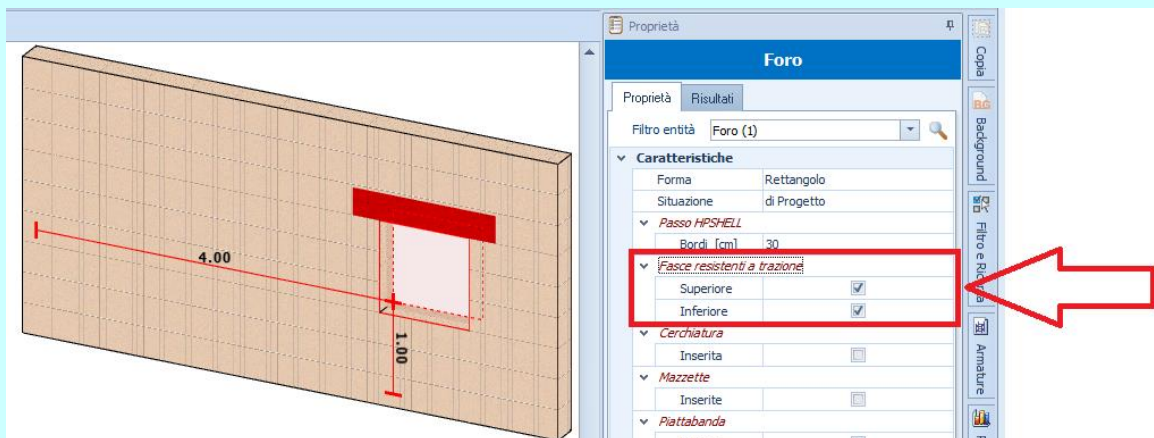 Proprietà
Foro
Proprietà Risultati
Filtro entità Foro (1)
Caratteristiche
Forma Rettangolo
Situazione di Progetto
Passo HPSHELL
Bordi [cm] 30
Fasce resistenti a trazione
Superiore
Inferiore
Cerchiatura
Inserita
Mazzette
Inserite
Piattabanda
4.00
1.00
Copia
BG
Background
Filtro e Ricerca
Armature